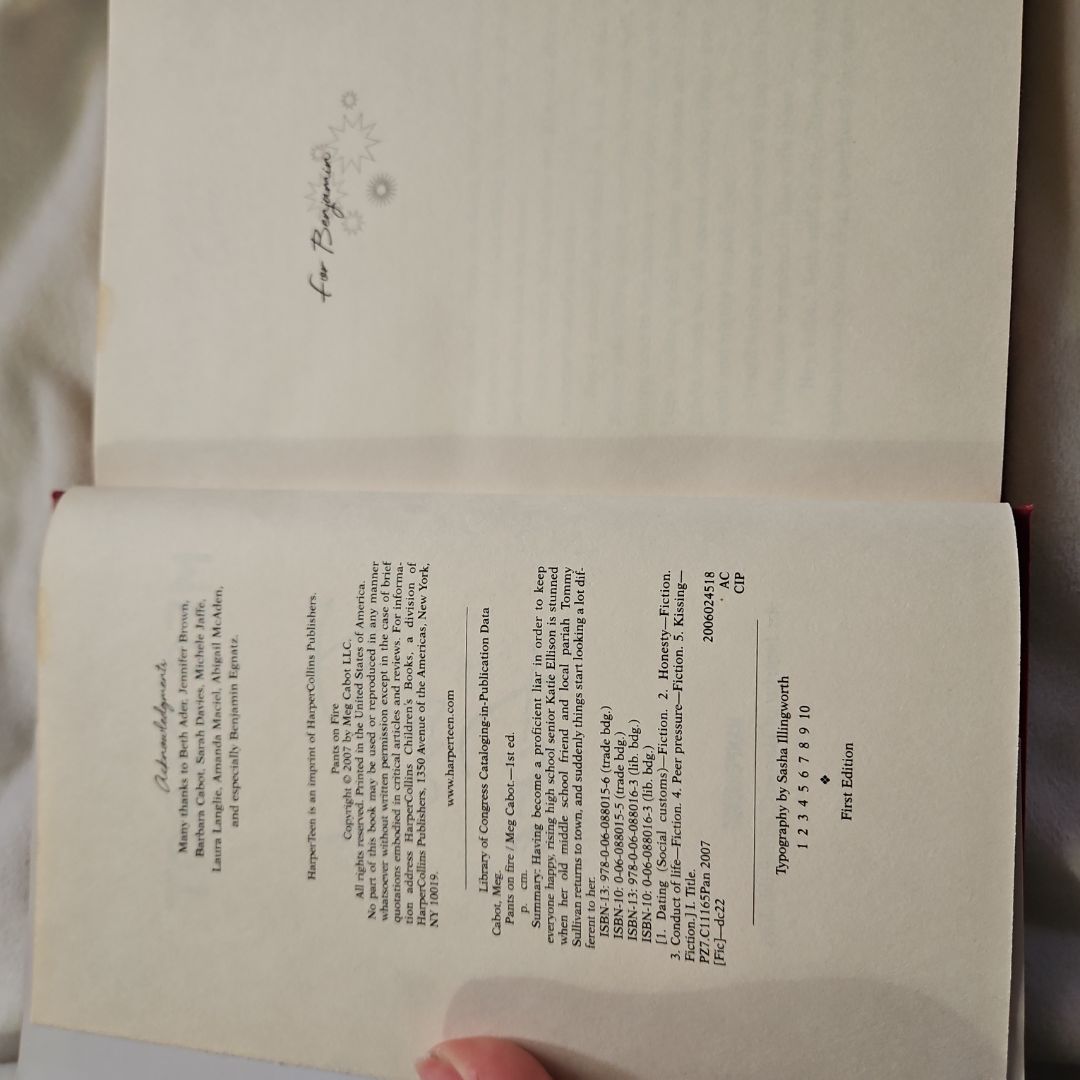 Acknowledgments
Many thanks to Beth Ader, Jennifer Brown,
Barbara Cabot, Sarah Davies, Michele Jaffe,
Laura Langlie, Amanda Maciel, Abigail McAden,
and especially Benjamin Egnatz.
HarperTeen is an imprint of HarperCollins Publishers.
Pants on Fire
Copyright © 2007 by Meg Cabot LLC.
All rights reserved. Printed in the United States of America.
No part of this book may be used or reproduced in any manner
whatsoever without written permission except in the case of brief
quotations embodied in critical articles and reviews. For informa-
tion address HarperCollins Children's Books, a division of
HarperCollins Publishers, 1350 Avenue of the Americas, New York,
NY 10019.
www.harperteen.com
Library of Congress Cataloging-in-Publication Data
Cabot, Meg.
Pants on fire / Meg Cabot.—1st ed.
p. cm.
Summary: Having become a proficient liar in order to keep
everyone happy, rising high school senior Katie Ellison is stunned
when her old middle school friend and local pariah Tommy
Sullivan returns to town, and suddenly things start looking a lot dif-
ferent to her.
ISBN-13: 978-0-06-088015-6 (trade bdg.)
ISBN-10: 0-06-088015-5 (trade bdg.)
ISBN-13: 978-0-06-088016-3 (lib. bdg.)
ISBN-10: 0-06-088016-3 (lib. bdg.)
[1. Dating (Social customs)—Fiction. 2. Honesty—Fiction.
3. Conduct of life—Fiction. 4. Peer pressure—Fiction. 5. Kissing—
Fiction.] I. Title.
PZ7.C11165Pan 2007 2006024518
[Fic]—dc22 AC
CIP
Typography by Sasha Illingworth
1 2 3 4 5 6 7 8 9 10
❖
First Edition
For Benjamin